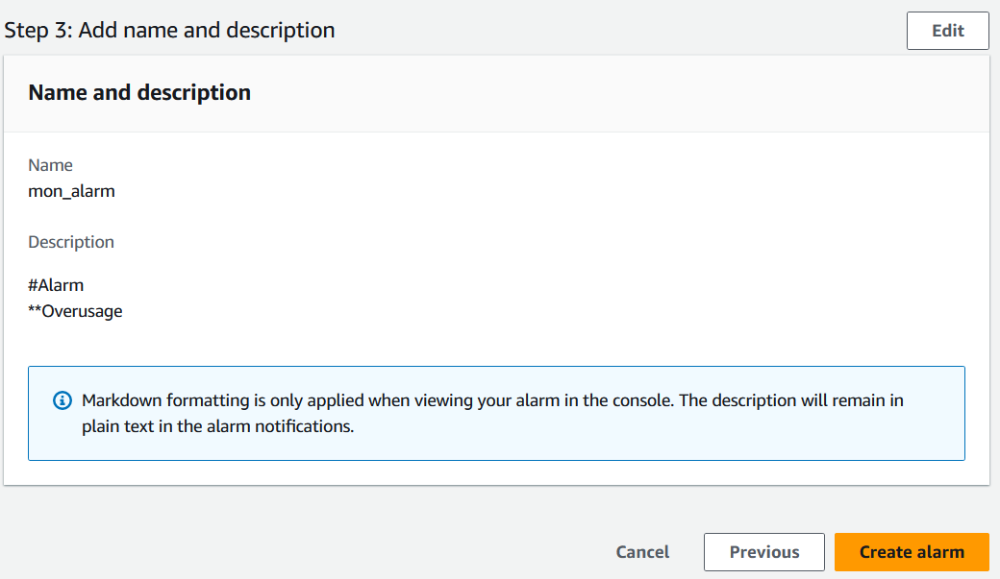 Step 3: Add name and description
Edit
Name and description
Name
mon_alarm
Description
#Alarm
**Overusage
Markdown formatting is only applied when viewing your alarm in the console. The description will remain in
plain text in the alarm notifications.
Cancel
Previous
Create alarm